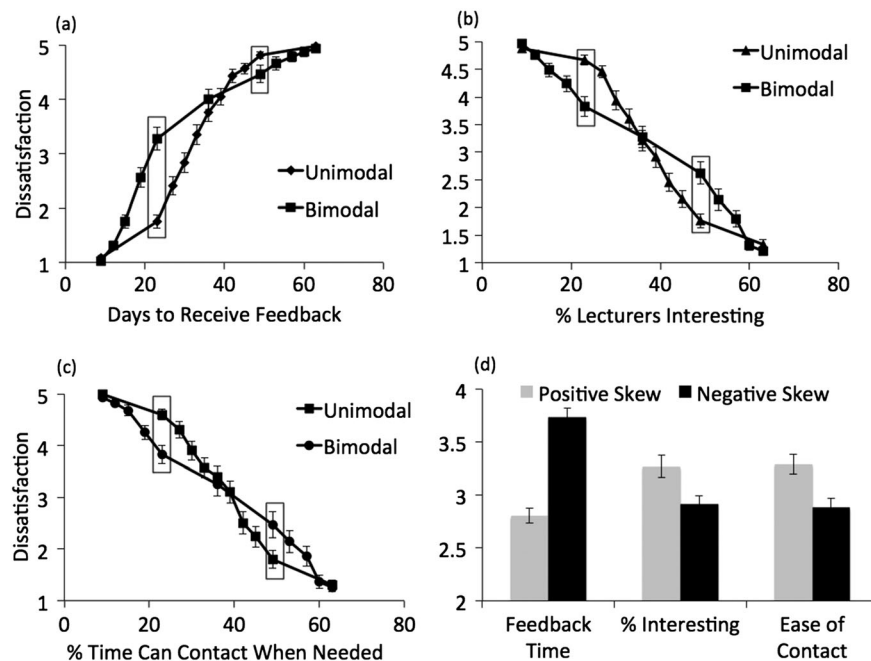 (a)
Dissatisfaction
5
4
3
2
1
0 20 40 60 80
Unimodal
Bimodal
Days to Receive Feedback
(b)
5
4.5
4
3.5
3
2.5
2
1.5
1
0 20 40 60 80
Unimodal
Bimodal
% Lecturers Interesting
(c)
Dissatisfaction
5
4
3
2
1
0 20 40 60 80
Unimodal
Bimodal
% Time Can Contact When Needed
(d)
Positive Skew Negative Skew
4
3.5
3
2.5
2
Feedback % Interesting Ease of
Time Contact